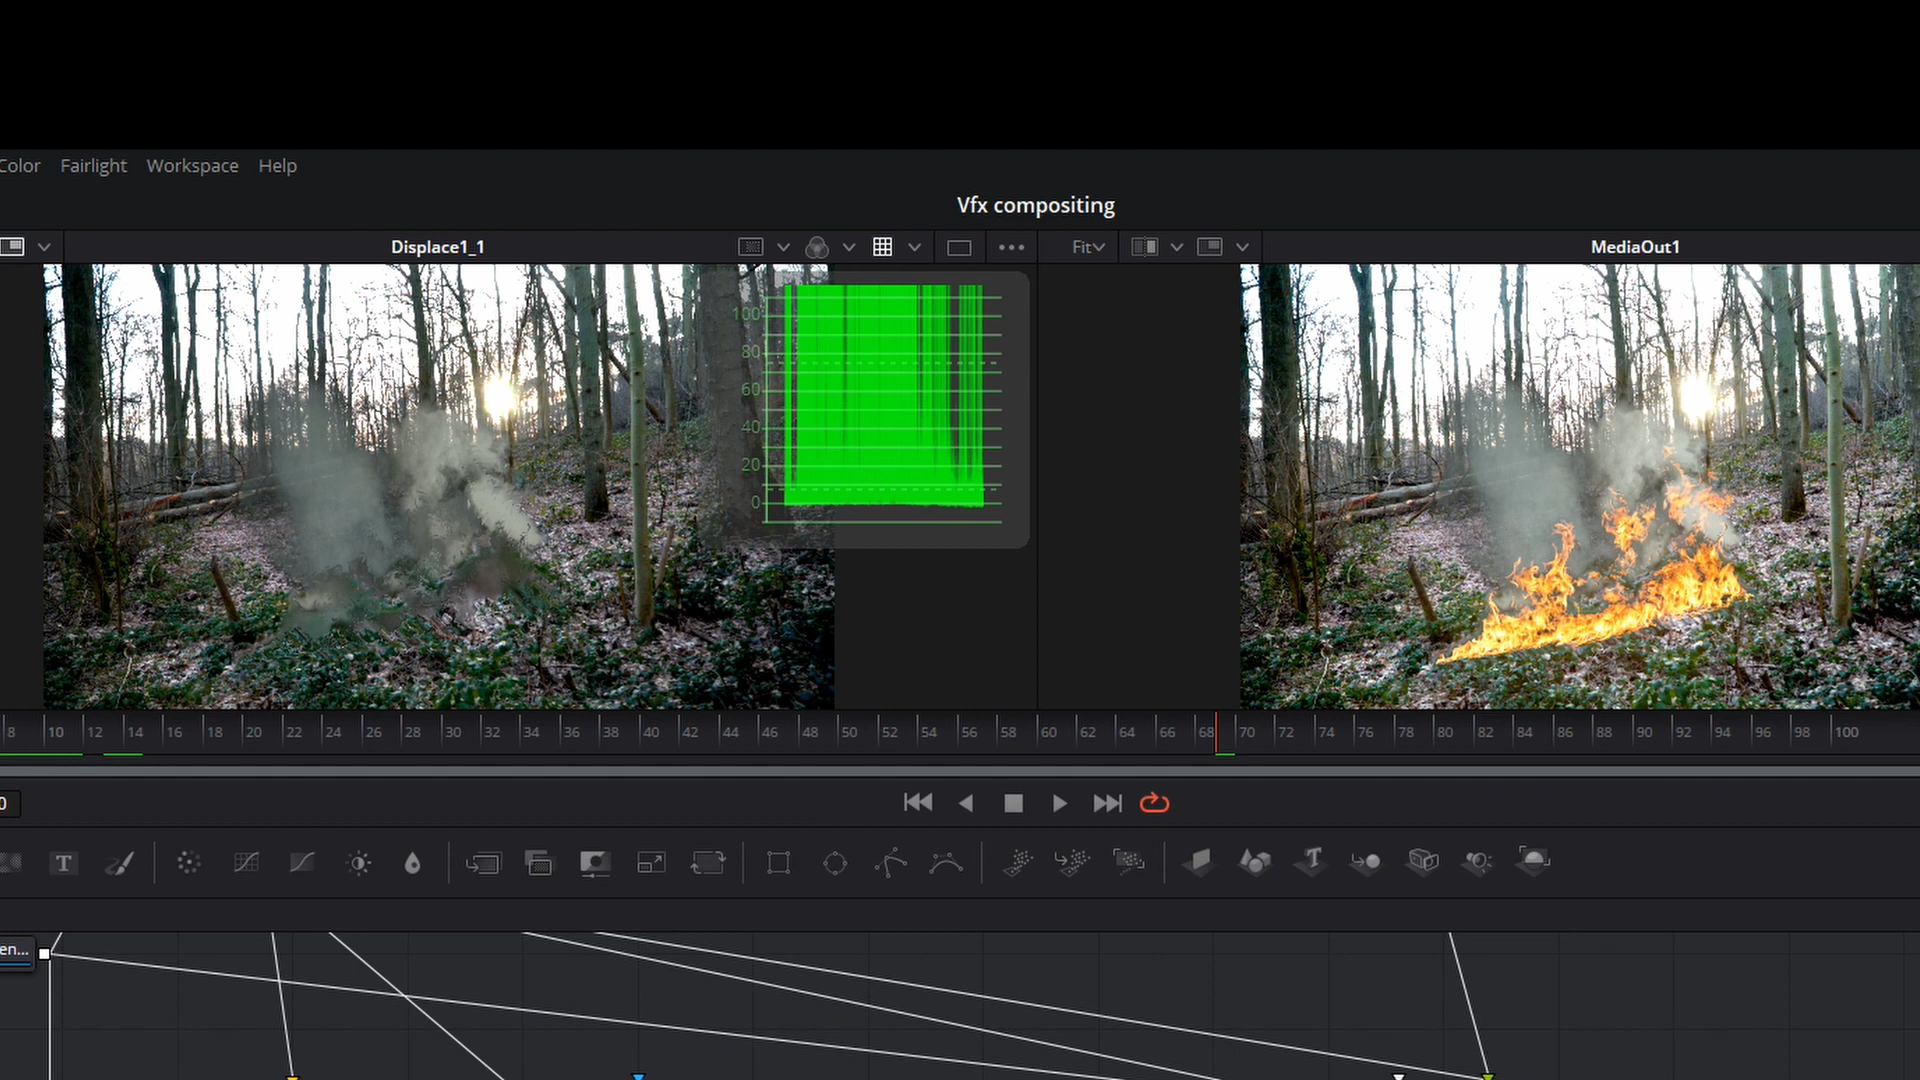 Color Fairlight Workspace Help
Vfx compositing
Displace1_1
Fit
MediaOut1
100
80
60
40
20
0
8 10 12 14 16 18 20 22 24 26 28 30 32 34 36 38 40 42 44 46 48 50 52 54 56 58 60 62 64 66 68 70 72 74 76 78 80 82 84 86 88 90 92 94 96 98 100
0
T T
en...